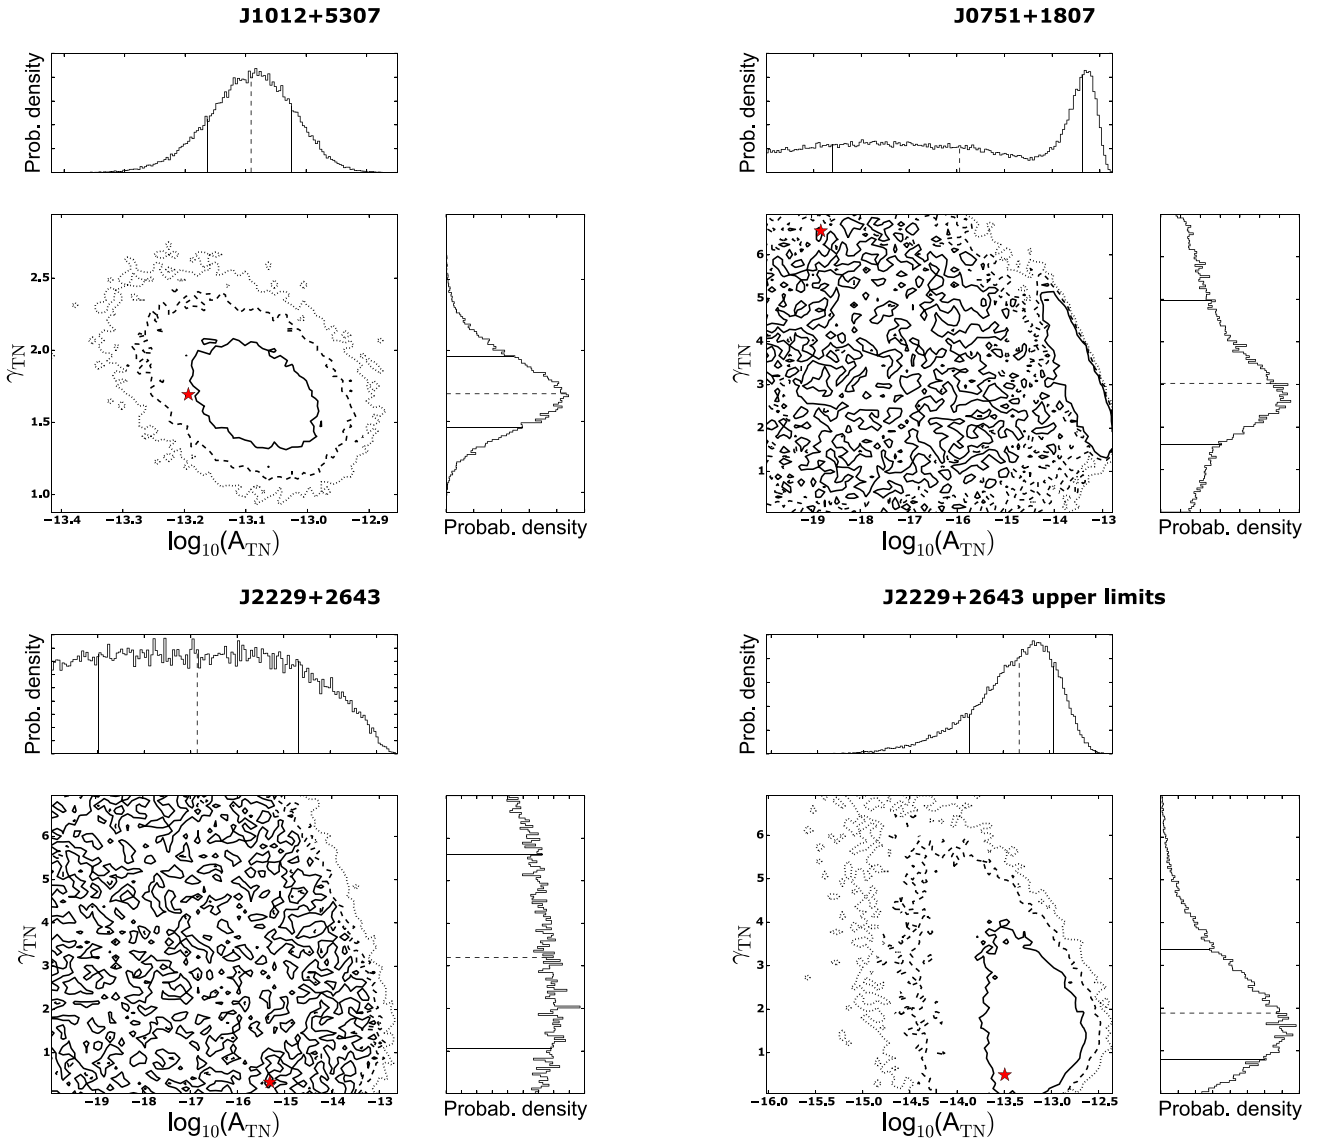 J1012+5307
Prob. density
γTN
2.5
2.0
1.5
1.0
−13.4 −13.3 −13.2 −13.1 −13.0 −12.9
log10(ATN)
Probab. density
J0751+1807
Prob. density
γTN
6
5
4
3
2
1
−19 −18 −17 −16 −15 −14 −13
log10(ATN)
Probab. density
J2229+2643
Prob. density
γTN
6
5
4
3
2
1
−19 −18 −17 −16 −15 −14 −13
log10(ATN)
Probab. density
J2229+2643 upper limits
Prob. density
γTN
6
5
4
3
2
1
−16.0 −15.5 −15.0 −14.5 −14.0 −13.5 −13.0 −12.5
log10(ATN)
Probab. density